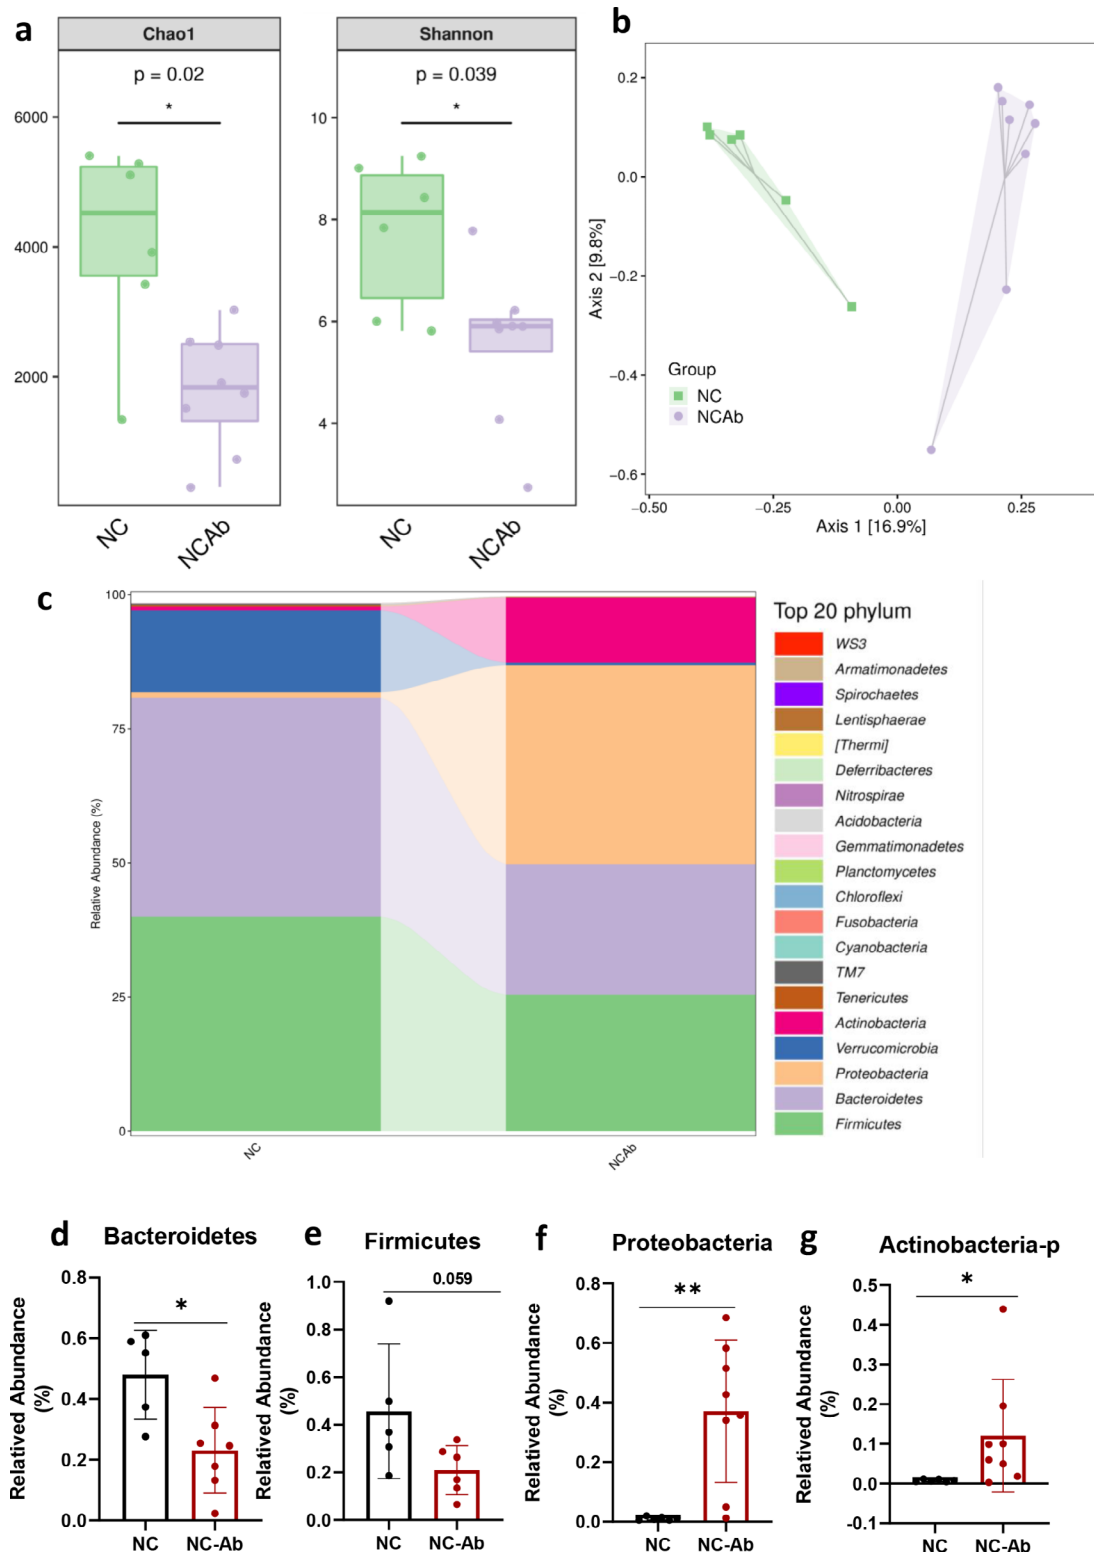 a
Chao1
p = 0.02
*
6000
4000
2000
NC
NCAb
Shannon
p = 0.039
*
10
8
6
4
NC
NCAb
b
0.2
0.0
−0.2
−0.4
−0.6
Axis 2 [9.8%]
−0.50
−0.25
0.00
0.25
Axis 1 [16.9%]
Group
NC
NCAb
c
100
75
50
25
0
Relative Abundance (%)
NC
NCAb
Top 20 phylum
WS3
Armatimonadetes
Spirochaetes
Lentisphaerae
[Thermi]
Deferribacteres
Nitrospirae
Acidobacteria
Gemmatimonadetes
Planctomycetes
Chloroflexi
Fusobacteria
Cyanobacteria
TM7
Tenericutes
Actinobacteria
Verrucomicrobia
Proteobacteria
Bacteroidetes
Firmicutes
d
Bacteroidetes
*
0.8
0.6
0.4
0.2
0.0
Relatived Abundance
(%)
NC
NC-Ab
e
Firmicutes
0.059
1.0
0.8
0.6
0.4
0.2
0.0
Relatived Abundance
(%)
NC
NC-Ab
f
Proteobacteria
**
0.8
0.6
0.4
0.2
0.0
Relatived Abundance
(%)
NC
NC-Ab
g
Actinobacteria-p
*
0.5
0.4
0.3
0.2
0.1
0.0
-0.1
Relatived Abundance
(%)
NC
NC-Ab